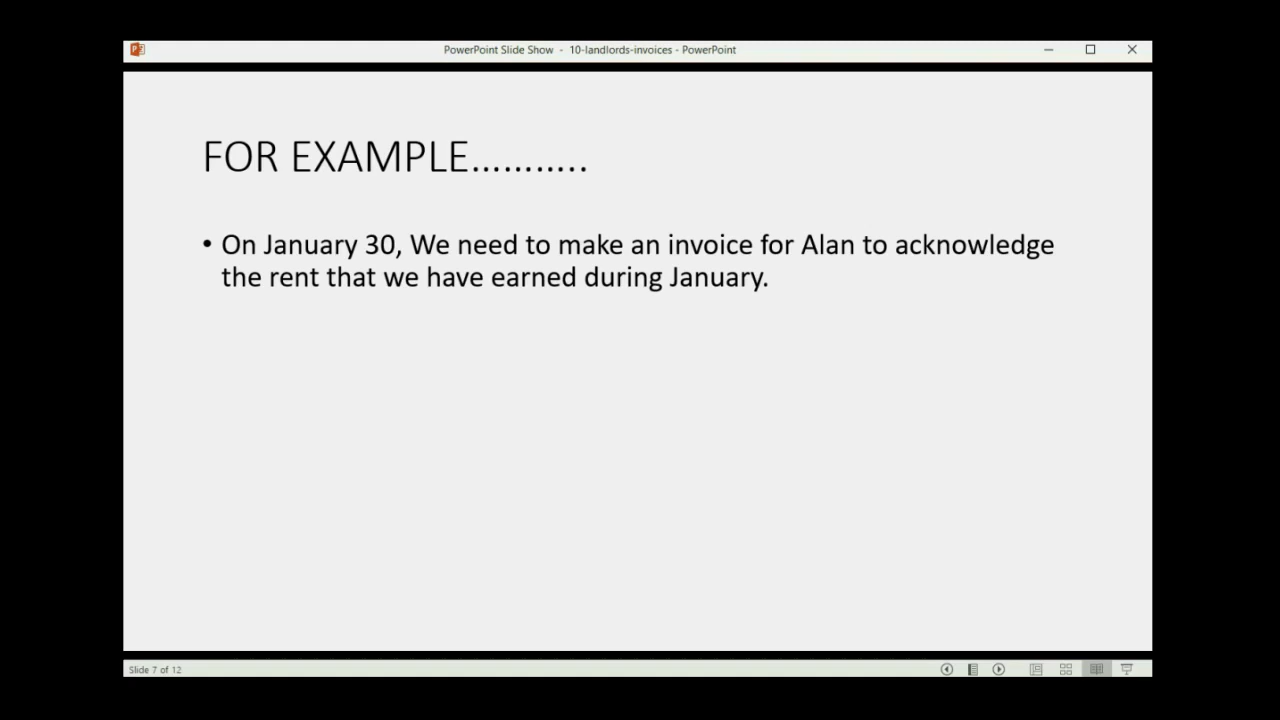 PowerPoint Slide Show - 10-landlords-invoices - PowerPoint
FOR EXAMPLE………..
• On January 30, We need to make an invoice for Alan to acknowledge
the rent that we have earned during January.
Slide 7 of 12